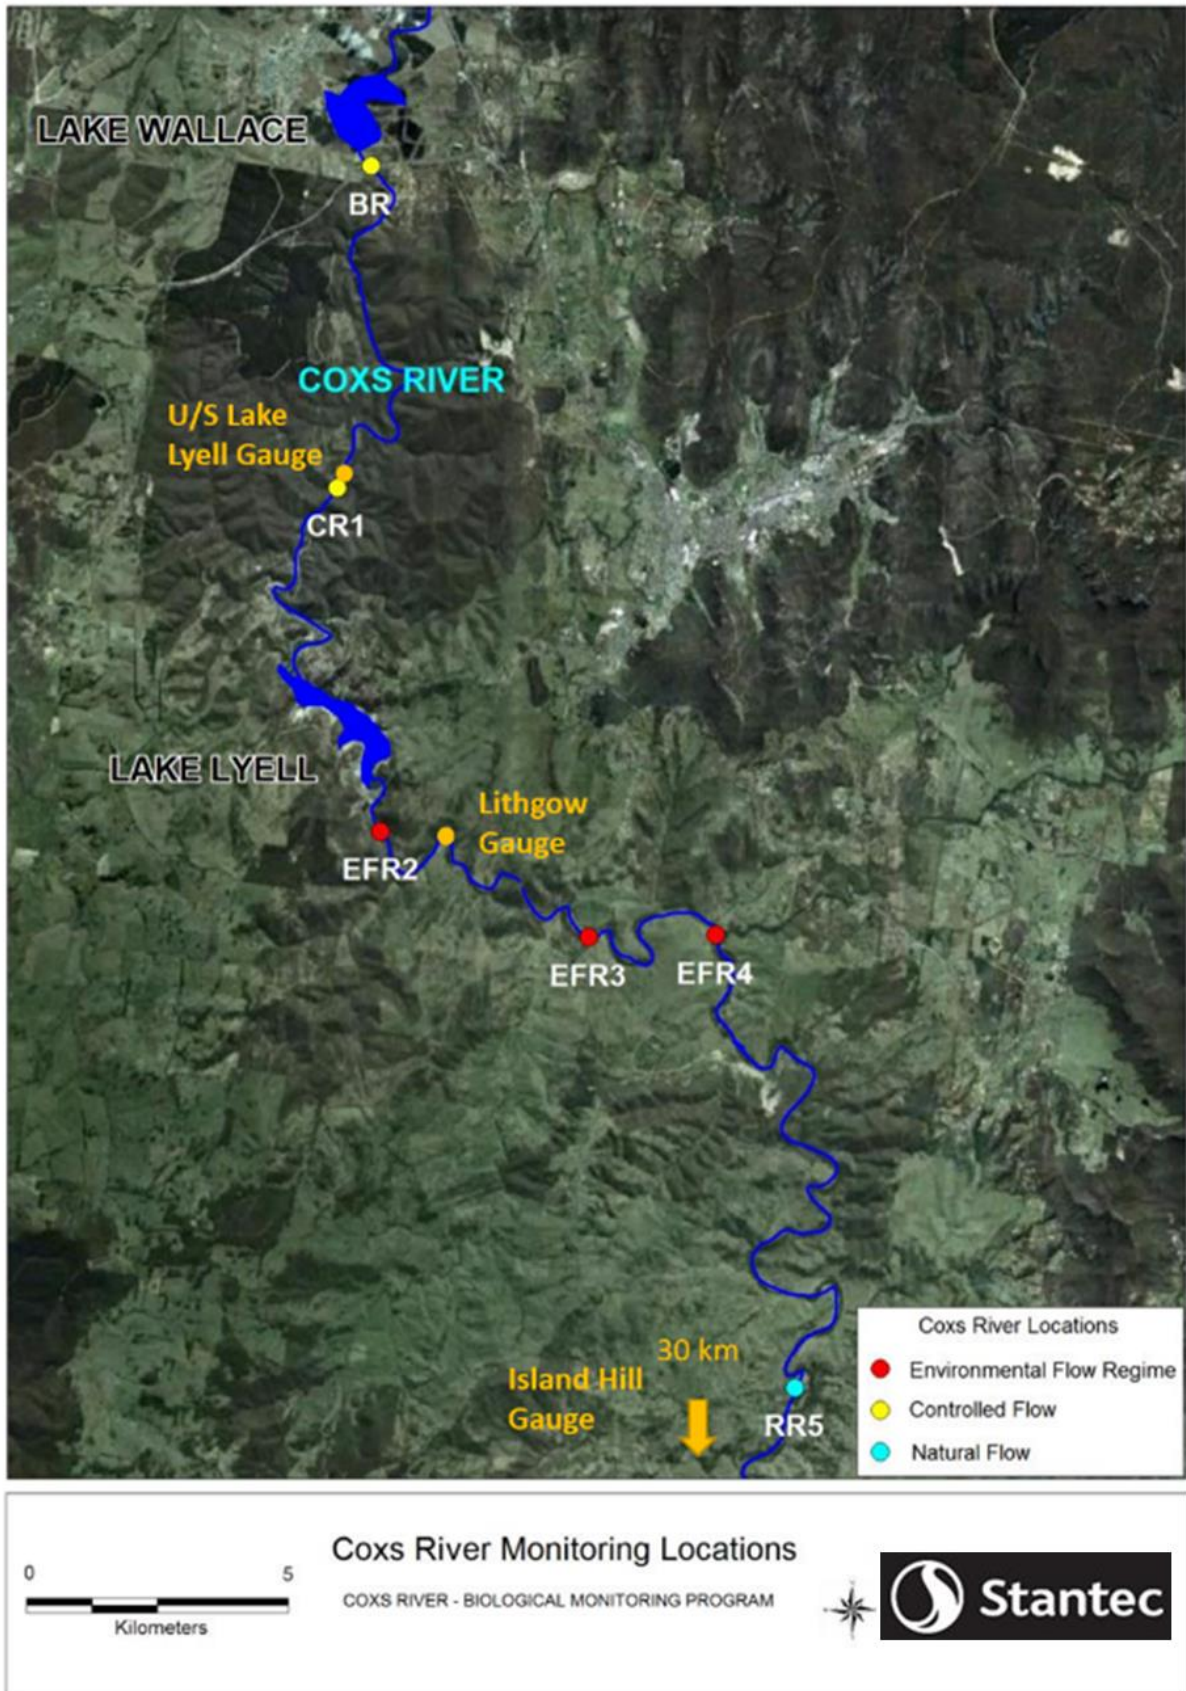 LAKE WALLACE
BR
COXS RIVER
U/S Lake
Lyell Gauge
CR1
LAKE LYELL
Lithgow
Gauge
EFR2
EFR3
EFR4
30 km
Island Hill
Gauge
RR5
Coxs River Locations
Environmental Flow Regime
Controlled Flow
Natural Flow
Coxs River Monitoring Locations
COXS RIVER - BIOLOGICAL MONITORING PROGRAM
0 5
Kilometers
Stantec